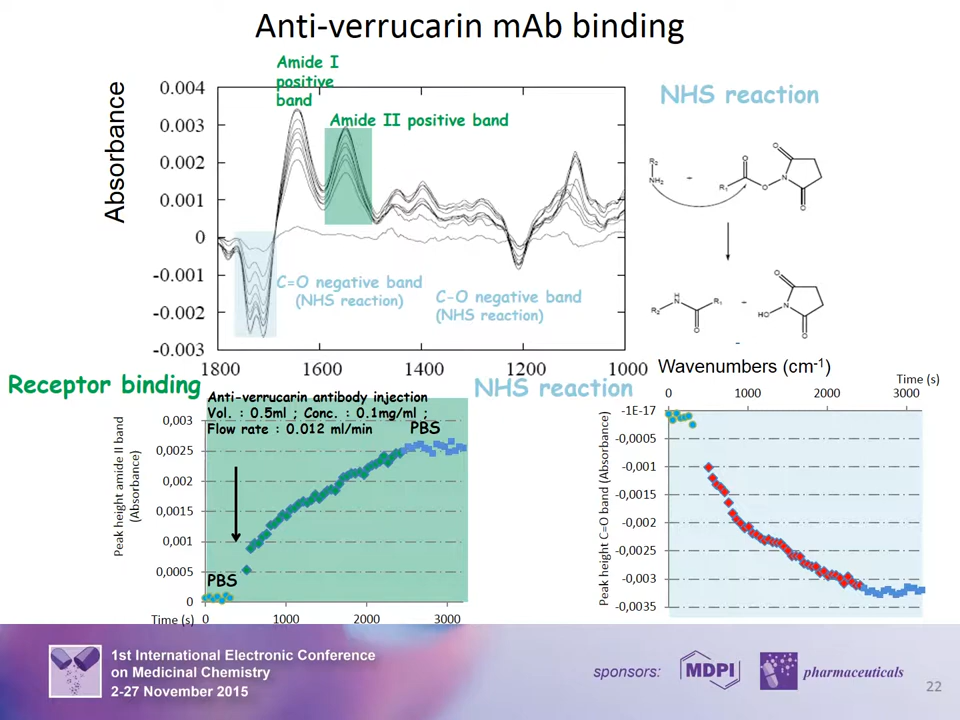 Anti-verrucarin mAb binding
Absorbance
0.004
0.003
0.002
0.001
0
-0.001
-0.002
-0.003
Amide I
positive
band
Amide II positive band
C=O negative band
(NHS reaction)
C-O negative band
(NHS reaction)
1800
1600
1400
1200
1000
Wavenumbers (cm-1)
NHS reaction
R2
NH2
-
R1
O
O
N
O
O
R2
H
N
R1
O
-
HO
N
O
O
Receptor binding
Anti-verrucarin antibody injection
Vol. : 0.5ml ; Conc. : 0.1mg/ml ;
Flow rate : 0.012 ml/min
PBS
PBS
Peak height amide II band
(Absorbance)
0,003
0,0025
0,002
0,0015
0,001
0,0005
0
Time (s)
0
1000
2000
3000
NHS reaction
Time (s)
0
1000
2000
3000
Peak height C=O band (Absorbance)
-1E-17
-0,0005
-0,001
-0,0015
-0,002
-0,0025
-0,003
-0,0035
1st International Electronic Conference
on Medicinal Chemistry
2-27 November 2015
sponsors:
MDPI
pharmaceuticals
22